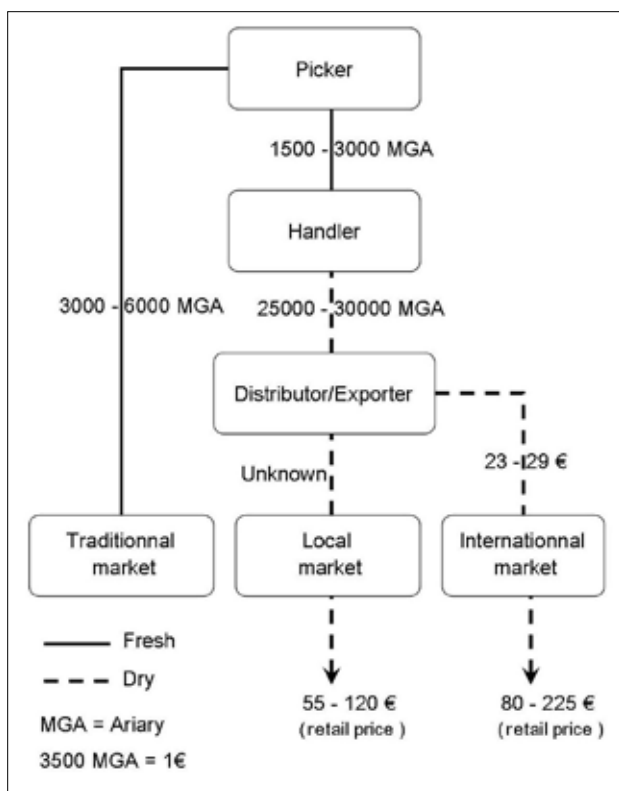 Picker
1500 - 3000 MGA
Handler
3000 - 6000 MGA
25000 - 30000 MGA
Distributor/Exporter
Unknown
23 - 29 €
Traditionnal
market
Local
market
Internationnal
market
Fresh
Dry
MGA = Ariary
3500 MGA = 1€
55 - 120 €
( retail price )
80 - 225 €
( retail price )